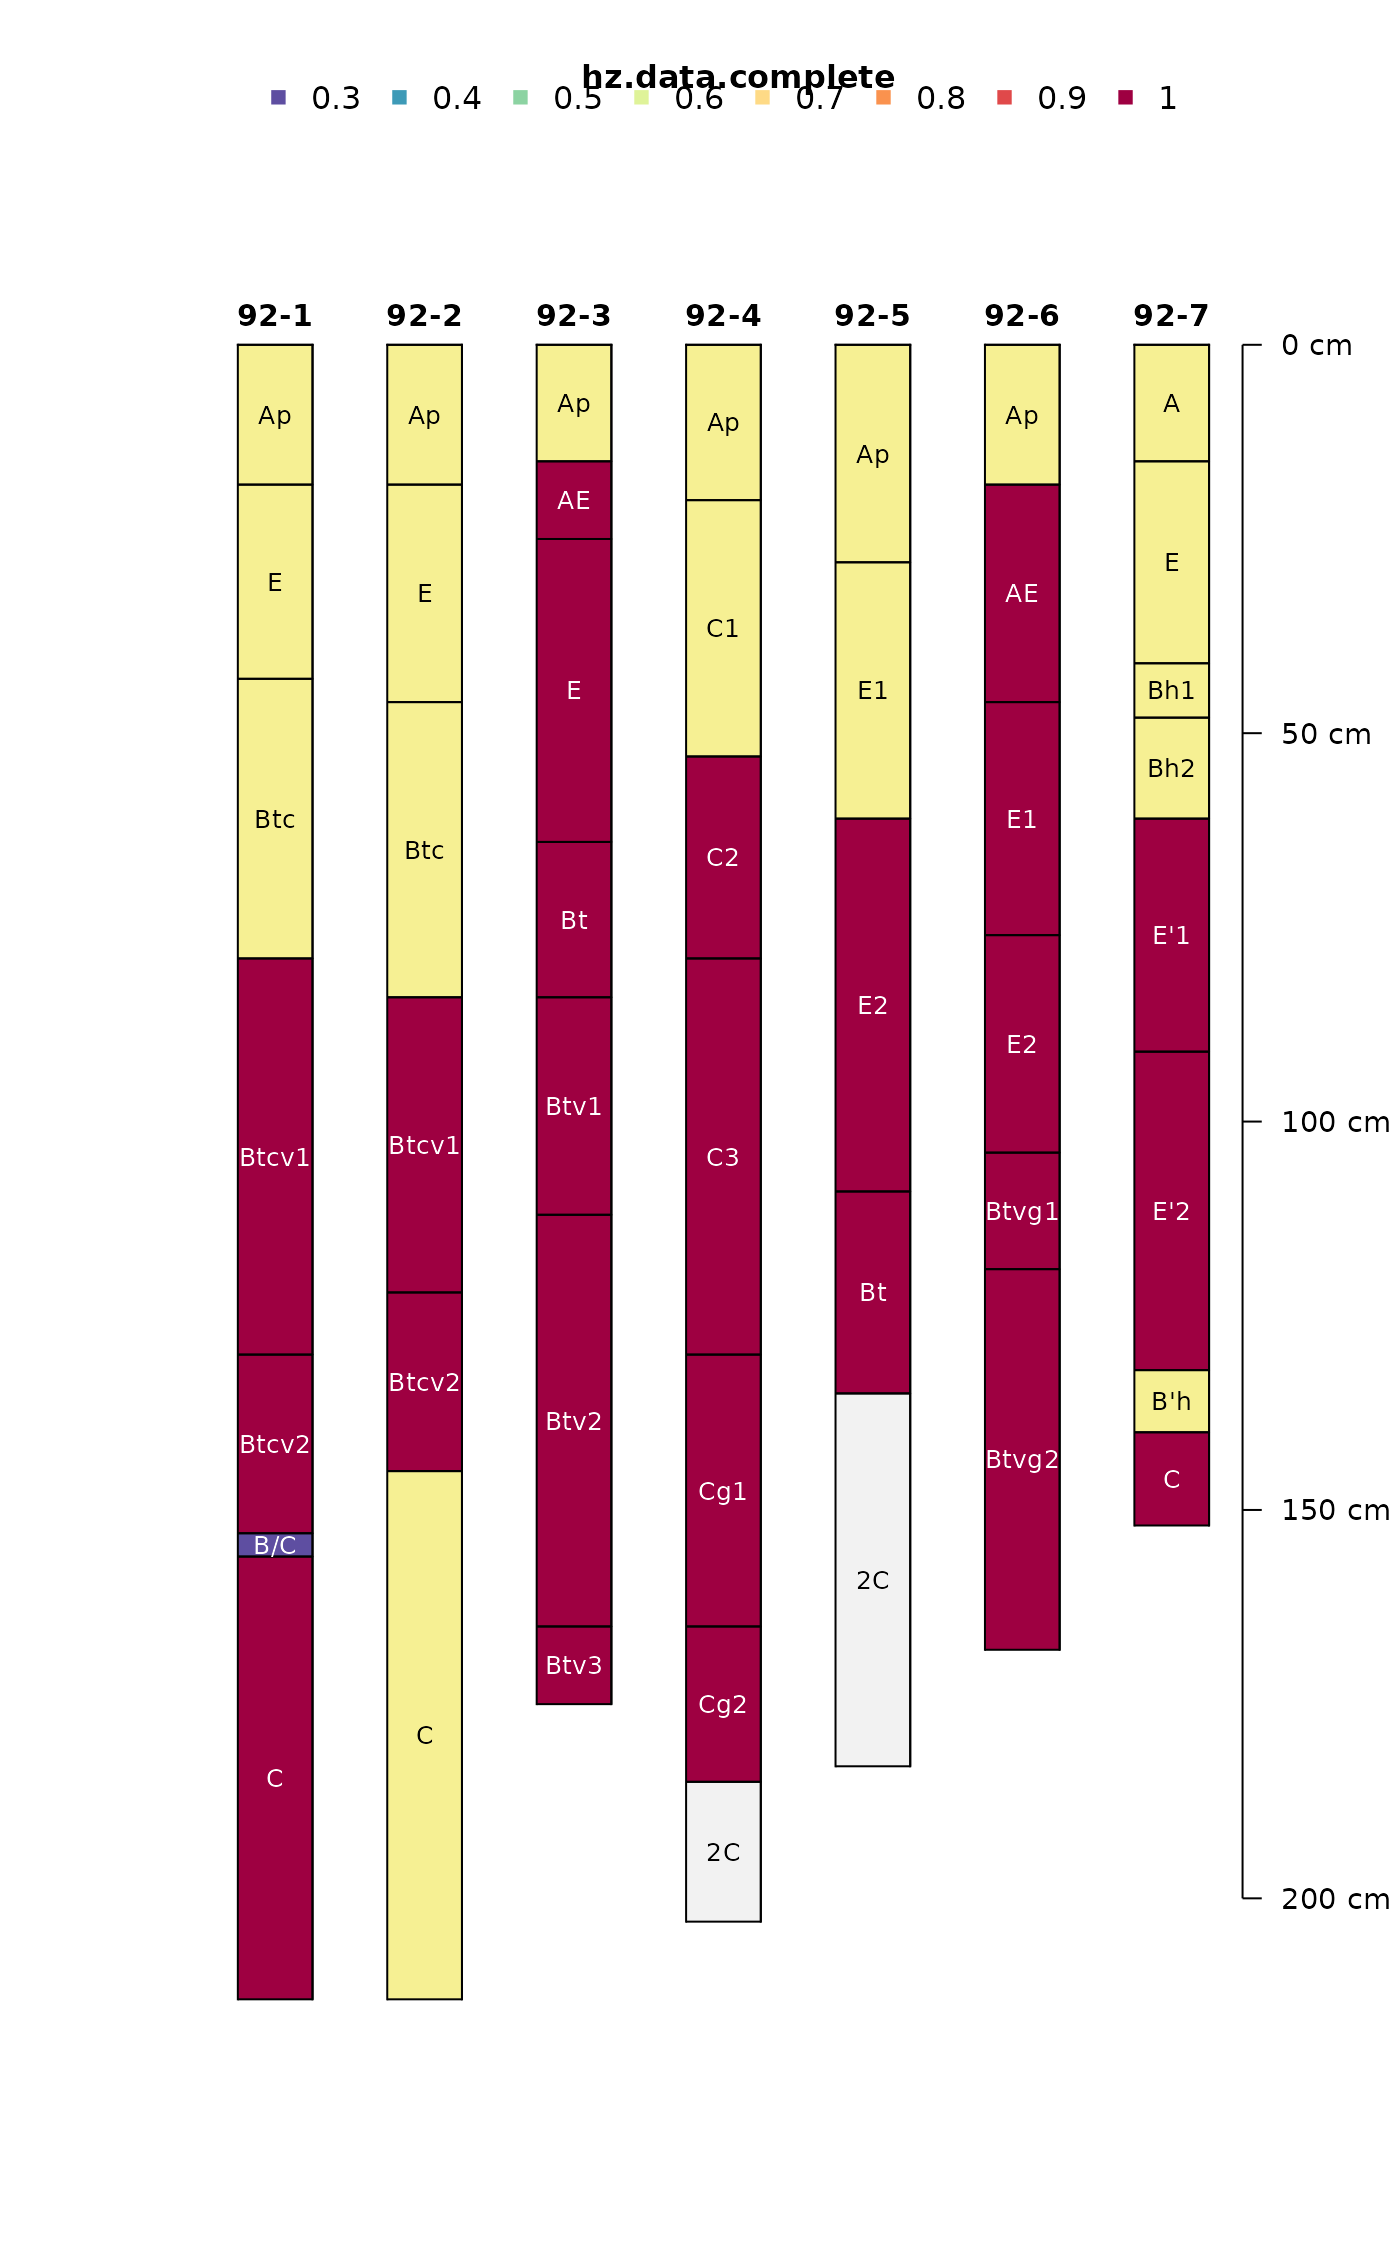 hz.data.complete
0.3 0.4 0.5 0.6 0.7 0.8 0.9 1
92-1 92-2 92-3 92-4 92-5 92-6 92-7
0 cm
Ap Ap Ap Ap Ap Ap A
E E AE C1 E1 AE E
Btc Btc E C2 E2 E1 Bh1
Btcv1 Btcv1 Bt C3 Bt E2 Bh2
Btcv2 Btcv2 Btv1 Cg1 2C Btvg1 E'1
B/C C Btv2 Cg2 Btvg2 E'2
C Btv3 2C B'h
C
50 cm
100 cm
150 cm
200 cm